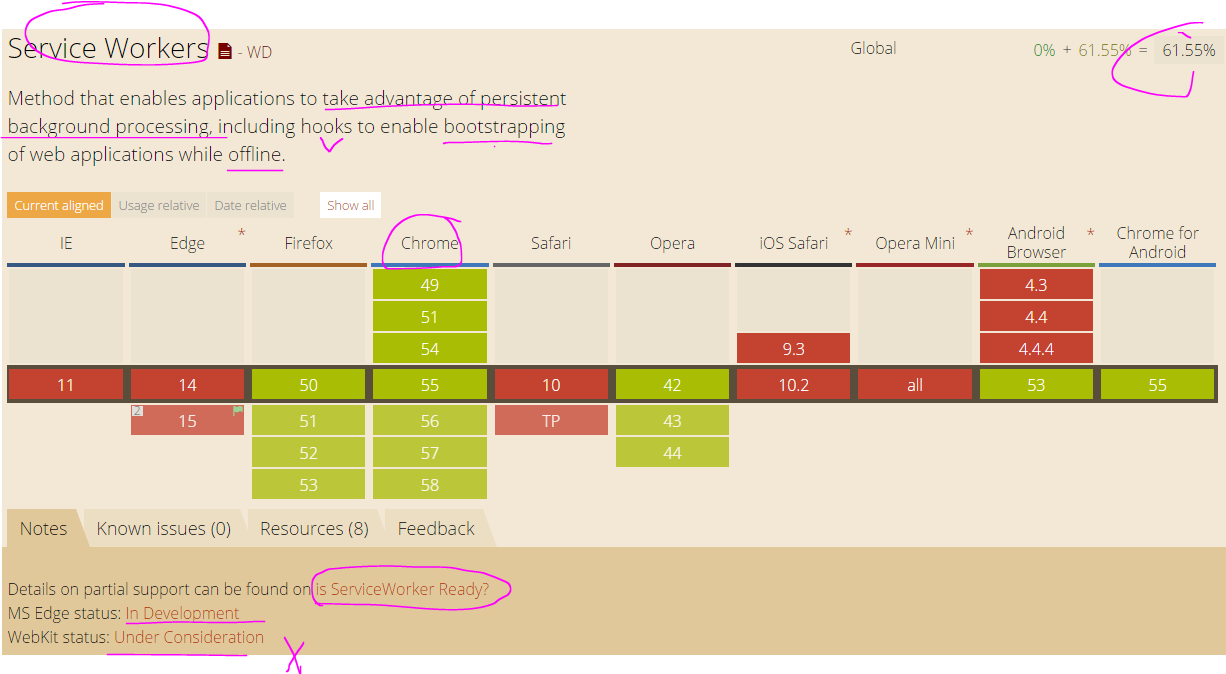 Service Workers - WD
Global 0% + 61.55% = 61.55%
Method that enables applications to take advantage of persistent
background processing, including hooks to enable bootstrapping
of web applications while offline.
Current aligned Usage relative Date relative Show all
IE Edge * Firefox Chrome Safari Opera iOS Safari * Opera Mini * Android Browser * Chrome for Android
49 4.3
51 4.4
54 9.3 4.4.4
11 14 50 55 10 42 10.2 all 53 55
2 15 51 56 TP 43
52 57 44
53 58
Notes Known issues (0) Resources (8) Feedback
Details on partial support can be found on is ServiceWorker Ready?
MS Edge status: In Development
WebKit status: Under Consideration